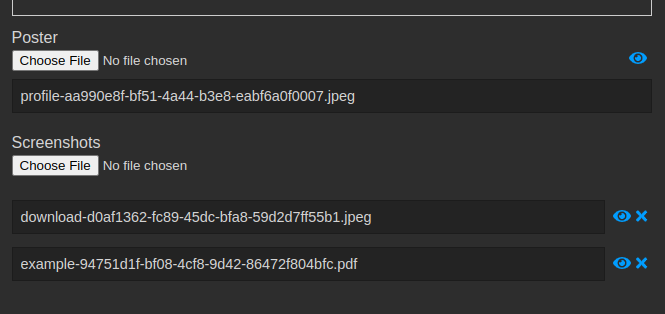 Poster
Choose File No file chosen
profile-aa990e8f-bf51-4a44-b3e8-eabf6a0f0007.jpeg
Screenshots
Choose File No file chosen
download-d0af1362-fc89-45dc-bfa8-59d2d7ff55b1.jpeg
example-94751d1f-bf08-4cf8-9d42-86472f804bfc.pdf